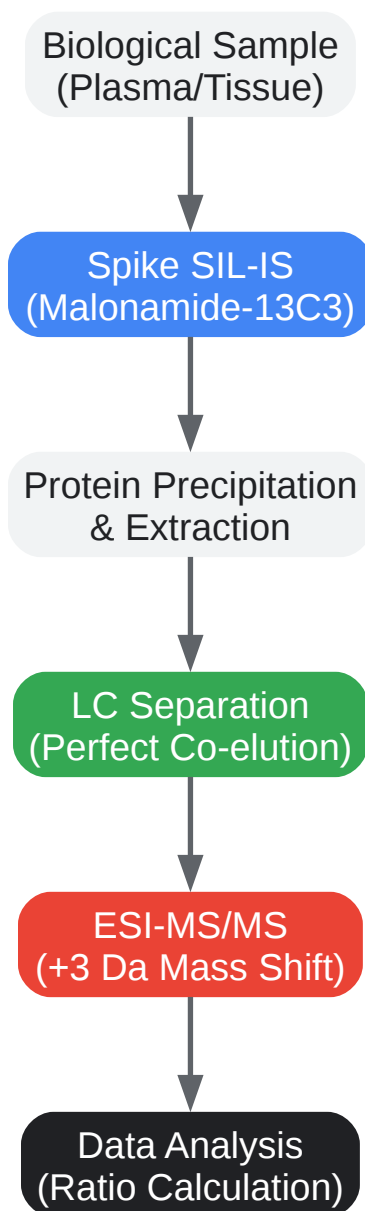 Biological Sample
(Plasma/Tissue)
Spike SIL-IS
(Malonamide-13C3)
Protein Precipitation
& Extraction
LC Separation
(Perfect Co-elution)
ESI-MS/MS
(+3 Da Mass Shift)
Data Analysis
(Ratio Calculation)